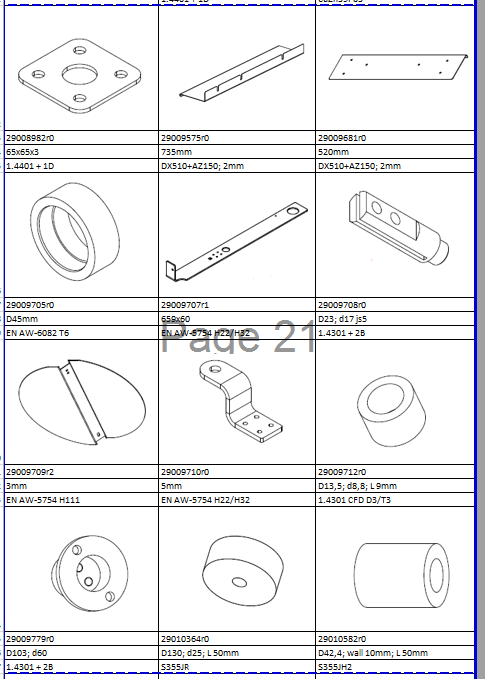 29008982r0
29009575r0
29009681r0
65x65x3
735mm
520mm
1.4401 + 1D
DX510+AZ150; 2mm
DX510+AZ150; 2mm
29009705r0
29009707r1
29009708r0
D45mm
659x60
D23; d17 js5
EN AW-6082 T6
EN AW-5754 H22/H32
1.4301 + 2B
Page 21
29009709r2
29009710r0
29009712r0
3mm
5mm
D13,5; d8,8; L 9mm
EN AW-5754 H111
EN AW-5754 H22/H32
1.4301 CFD D3/T3
29009779r0
29010364r0
29010582r0
D103; d60
D130; d25; L 50mm
D42,4; wall 10mm; L 50mm
1.4301 + 2B
S355JR
S355JH2